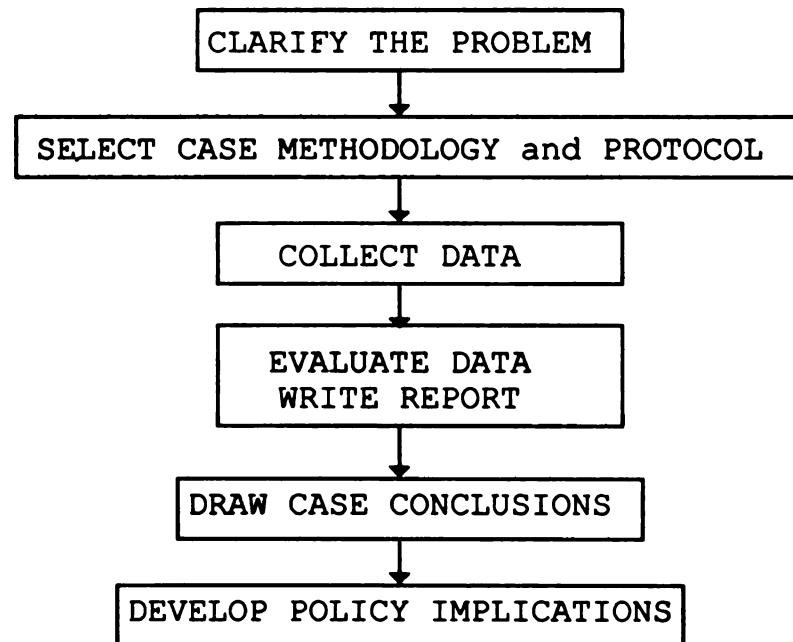 CLARIFY THE PROBLEM
SELECT CASE METHODOLOGY and PROTOCOL
COLLECT DATA
EVALUATE DATA
WRITE REPORT
DRAW CASE CONCLUSIONS
DEVELOP POLICY IMPLICATIONS